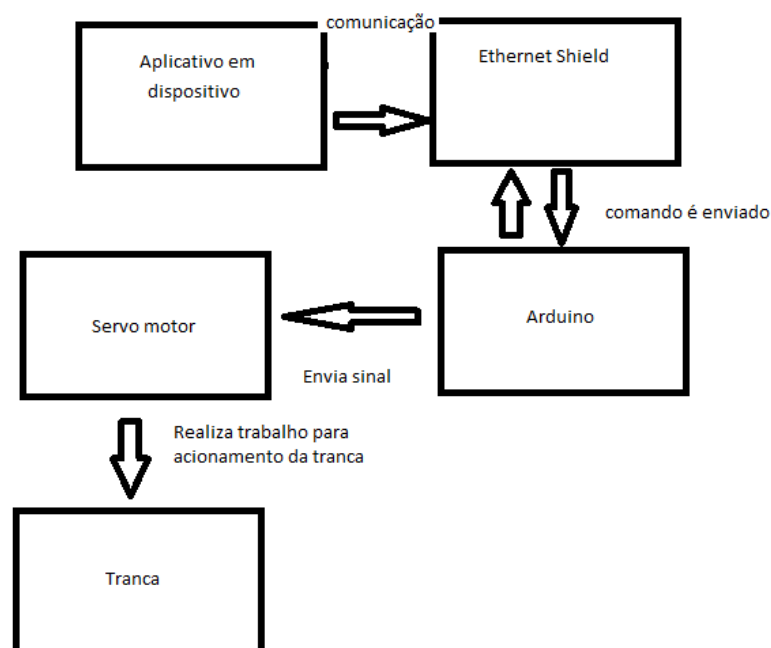 comunicação
Aplicativo em
dispositivo
Ethernet Shield
comando é enviado
Arduino
Servo motor
Envia sinal
Realiza trabalho para
acionamento da tranca
Tranca